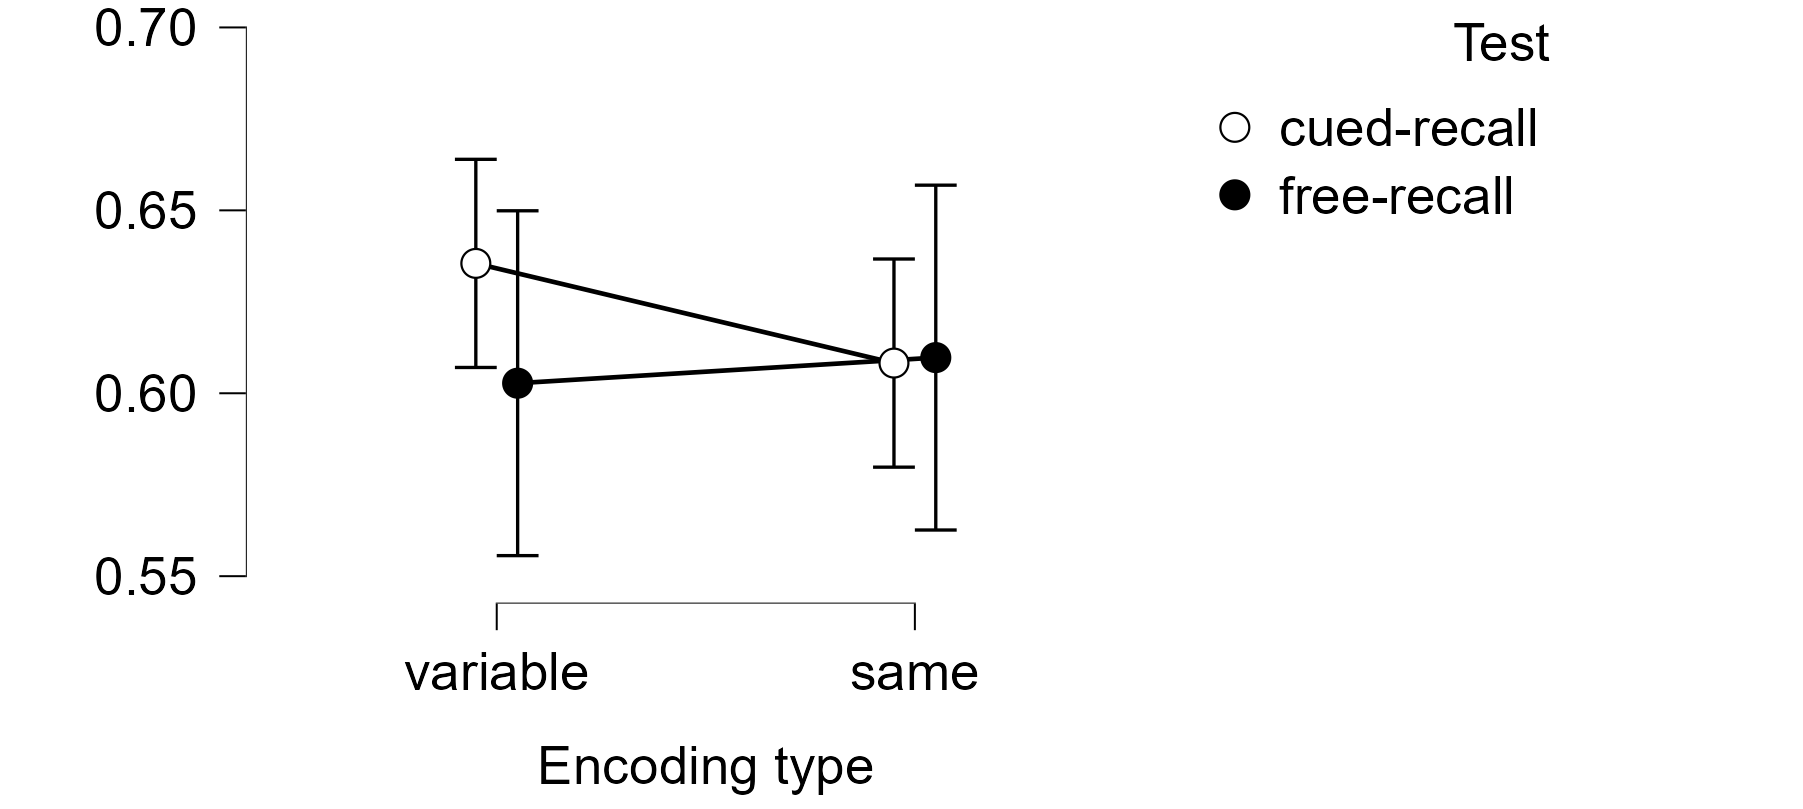 0.70
0.65
0.60
0.55
variable
same
Encoding type
Test
cued-recall
free-recall